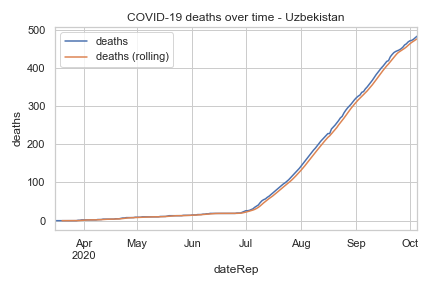 COVID-19 deaths over time - Uzbekistan
deaths
deaths (rolling)
500
400
300
200
100
0
deaths
Apr
2020
May
Jun
Jul
Aug
Sep
Oct
dateRep